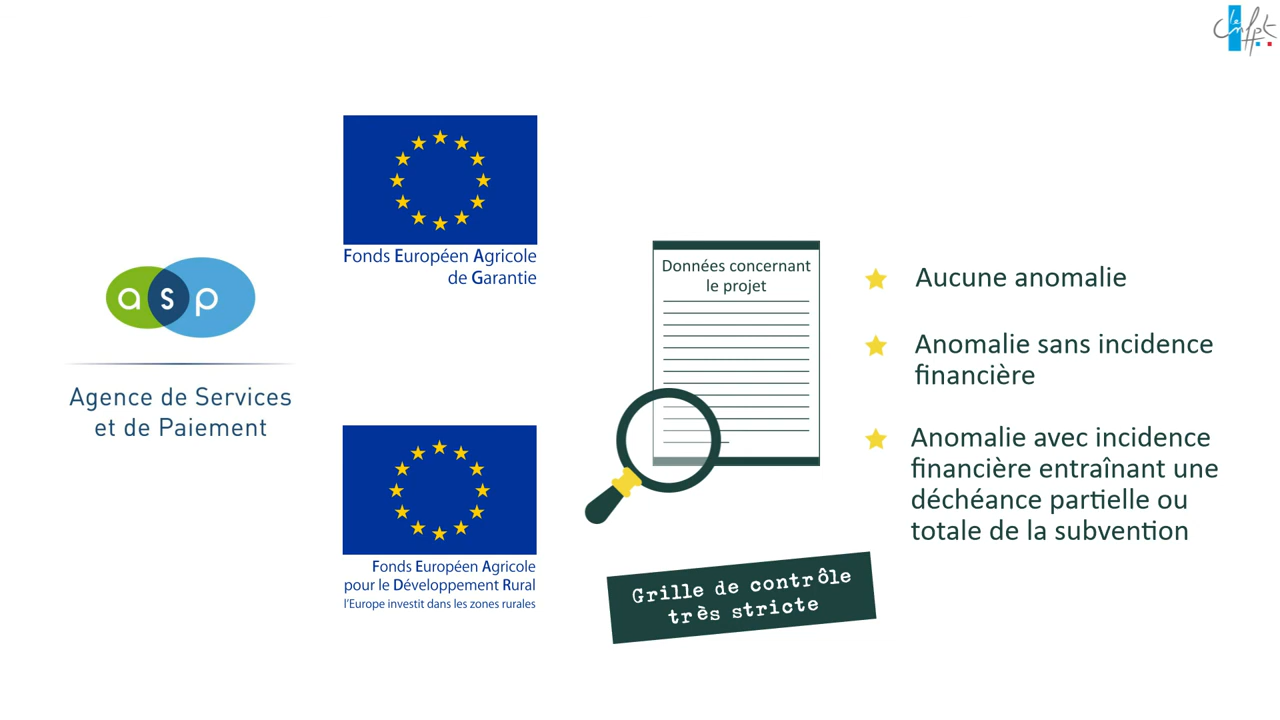 le cnfpt
Fonds Européen Agricole
de Garantie
asp
Agence de Services
et de Paiement
Fonds Européen Agricole
pour le Développement Rural
l'Europe investit dans les zones rurales
Données concernant
le projet
Grille de contrôle
très stricte
Aucune anomalie
Anomalie sans incidence
financière
Anomalie avec incidence
financière entraînant une
déchéance partielle ou
totale de la subvention